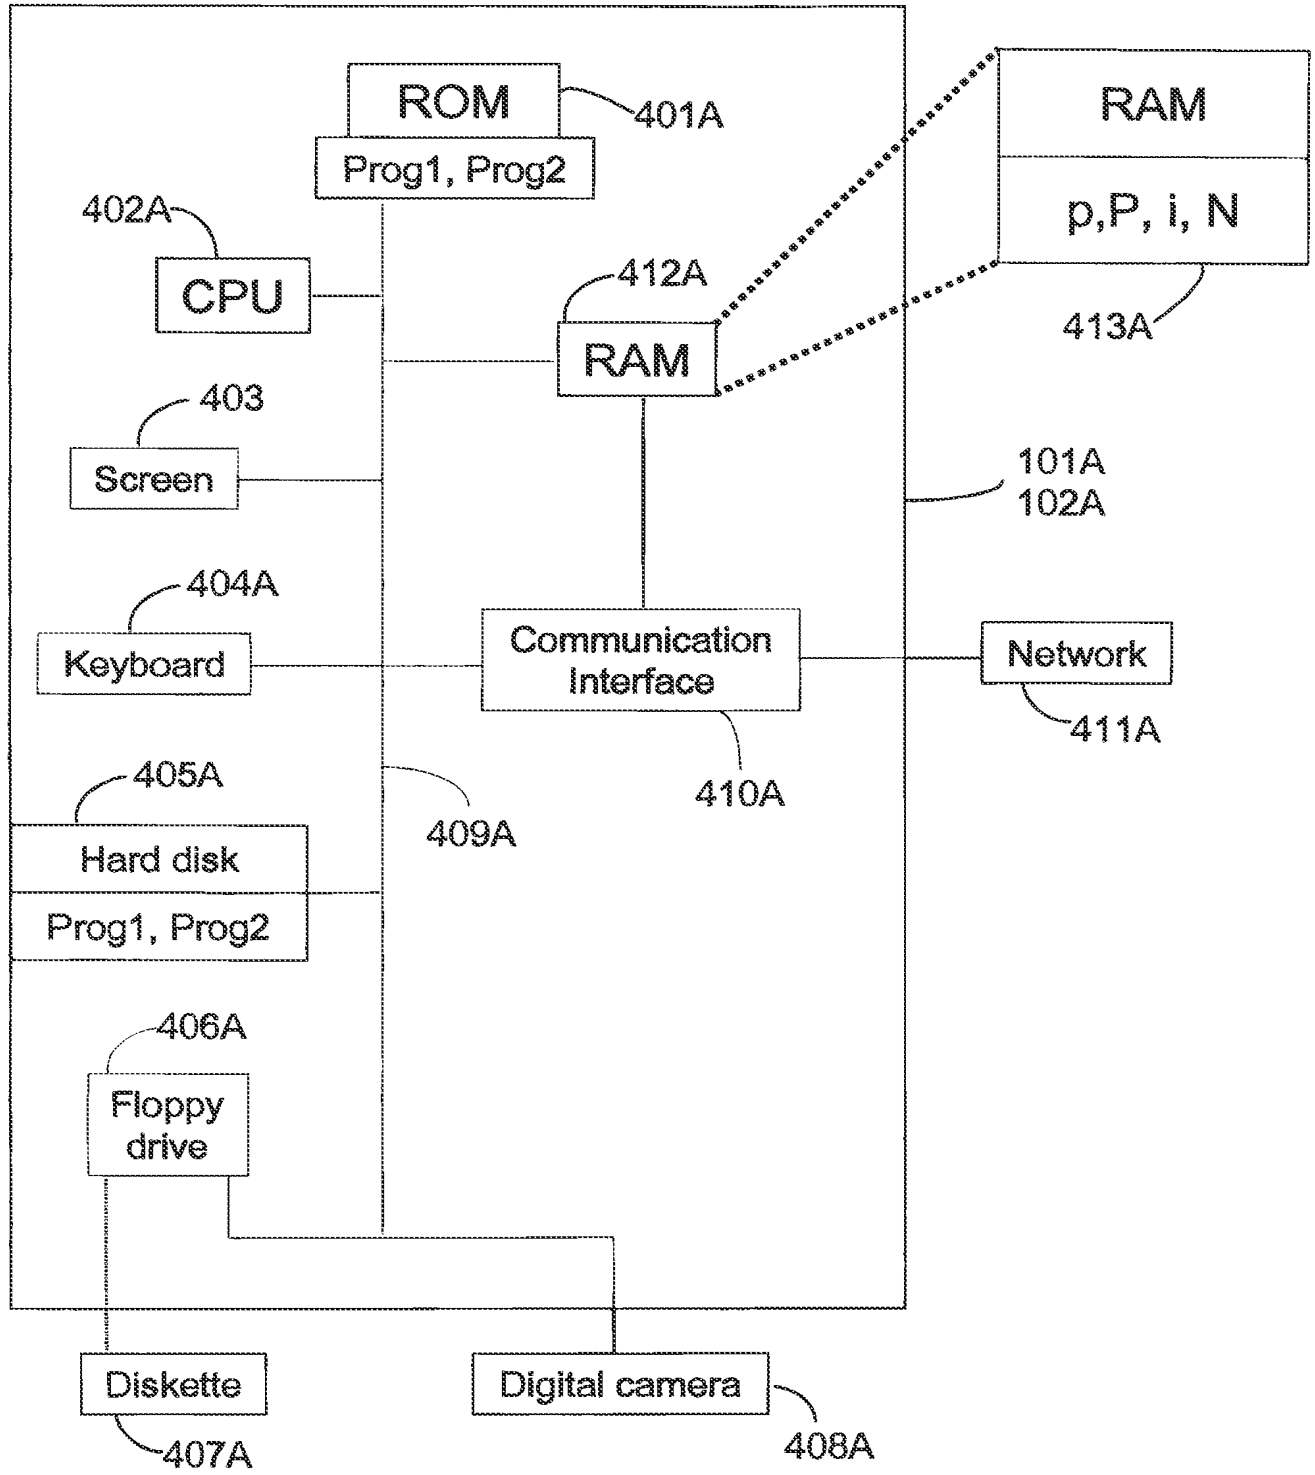 ROM
401A
RAM
Prog1, Prog2
402A
p,P, i, N
CPU
412A
413A
RAM
403
Screen
101A
102A
404A
Keyboard
Communication
Interface
Network
411A
405A
410A
409A
Hard disk
Prog1, Prog2
406A
Floppy
drive
Diskette
Digital camera
407A
408A